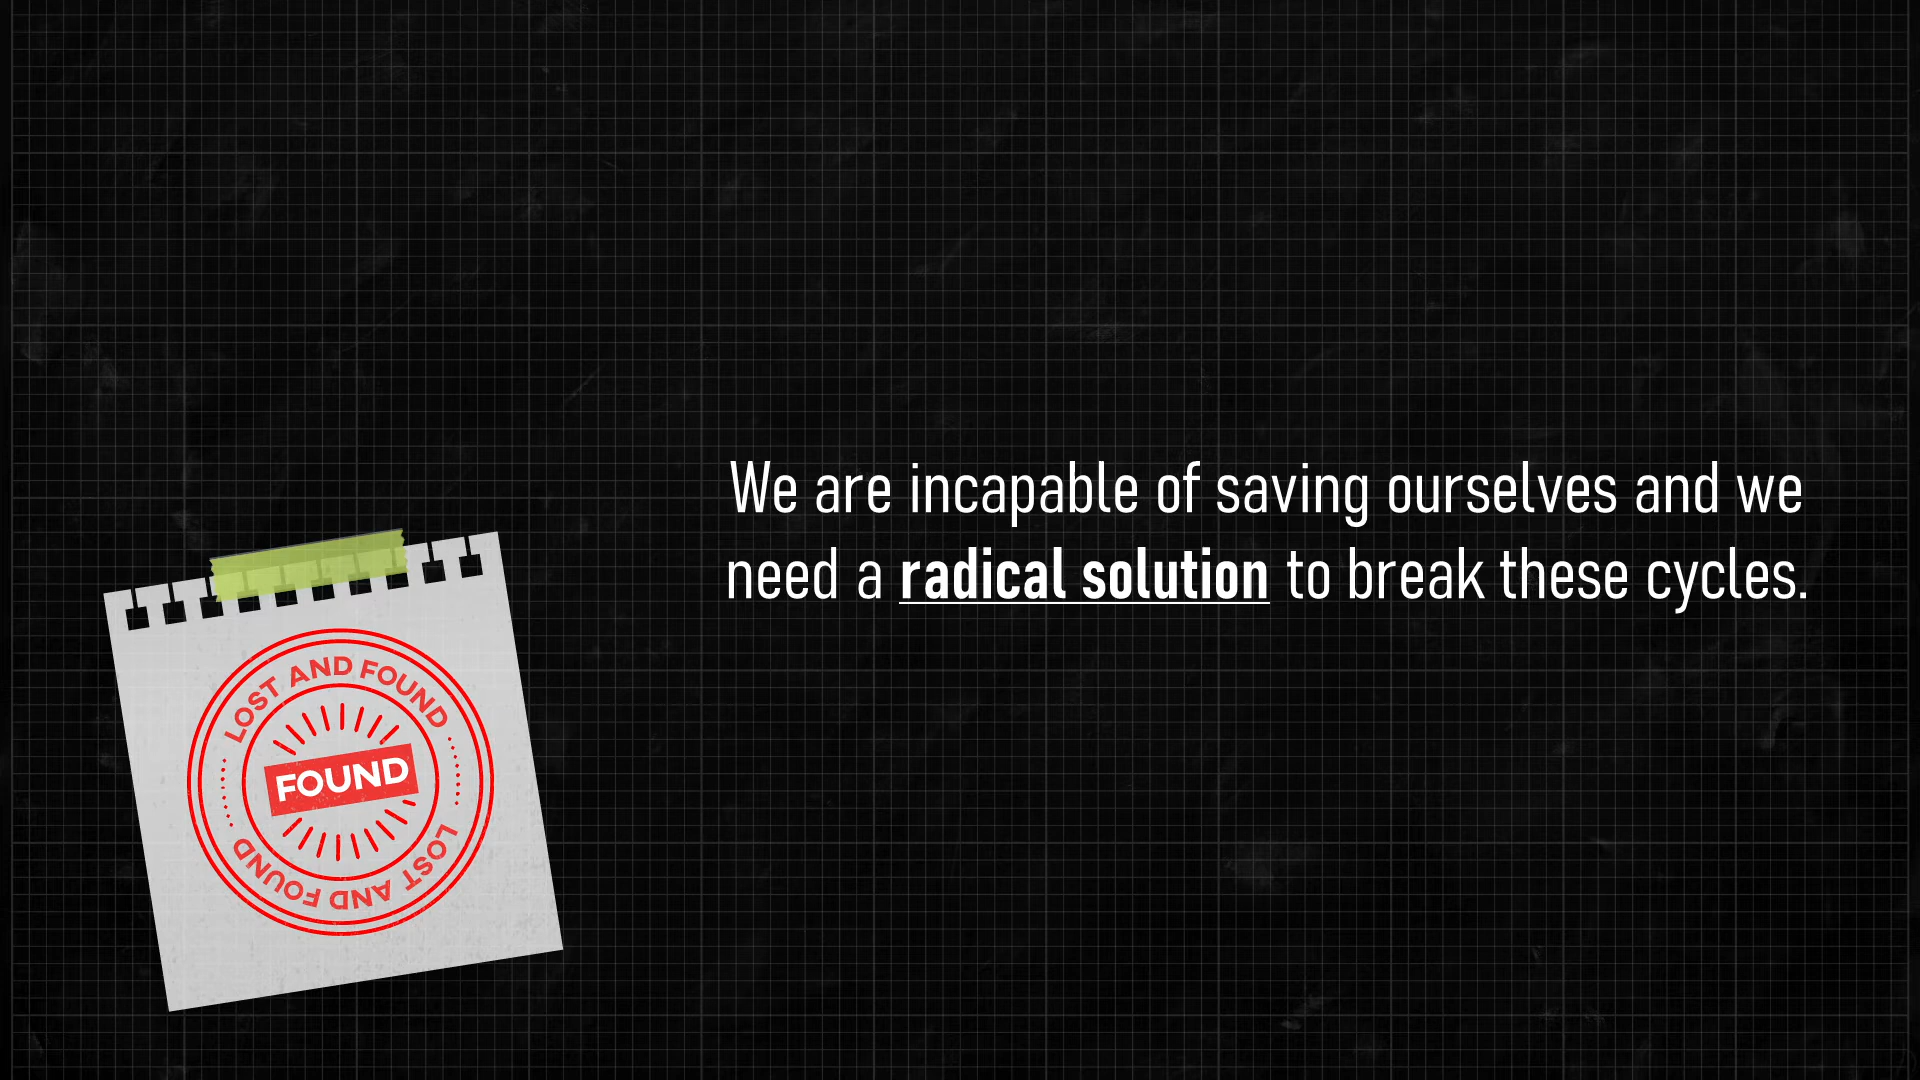 We are incapable of saving ourselves and we
need a radical solution to break these cycles.
LOST AND FOUND
FOUND
LOST AND FOUND